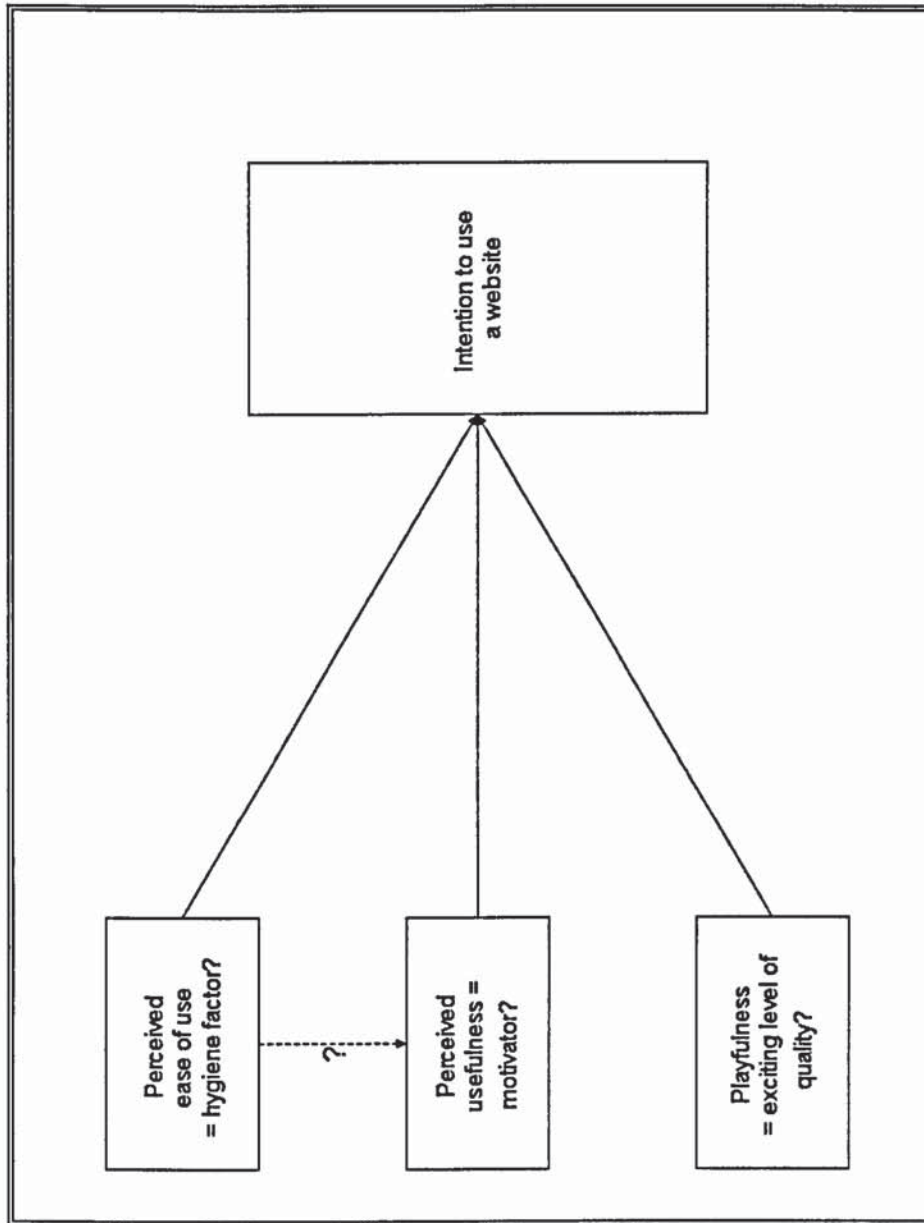 Perceived
ease of use
= hygiene factor?
?
Perceived
usefulness =
motivator?
Playfulness
= exciting level of
quality?
Intention to use
a website